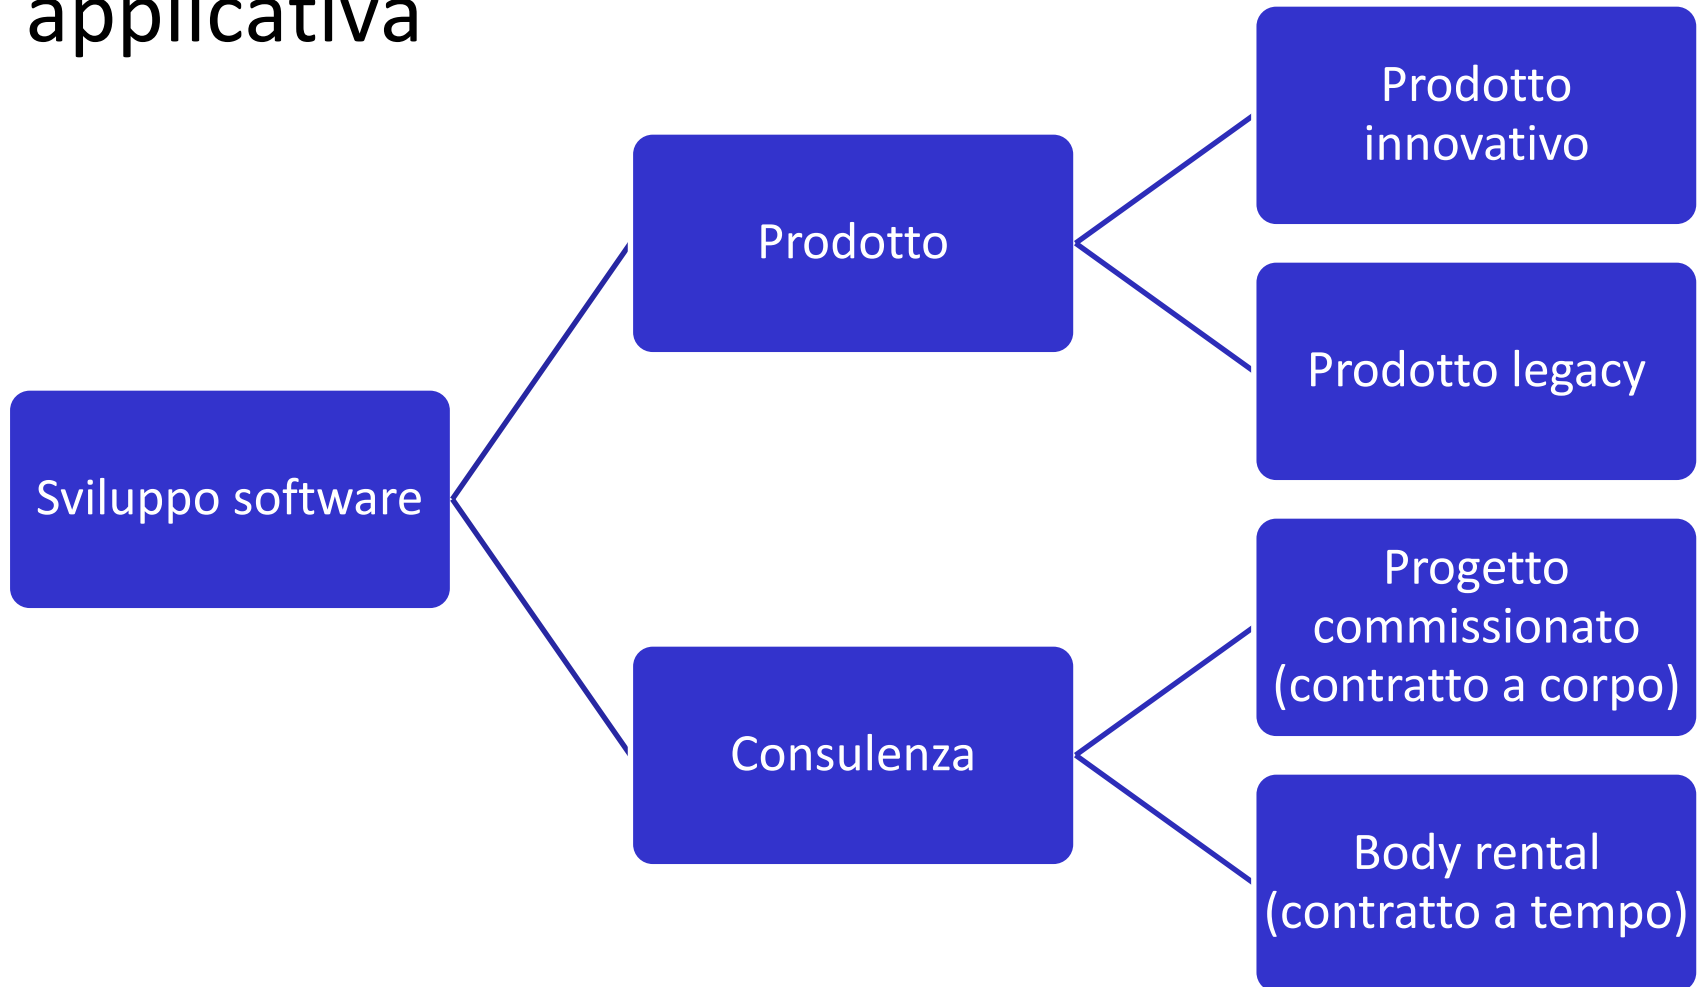 applicativa
Sviluppo software
Prodotto
Prodotto
innovativo
Prodotto legacy
Consulenza
Progetto
commissionato
(contratto a corpo)
Body rental
(contratto a tempo)